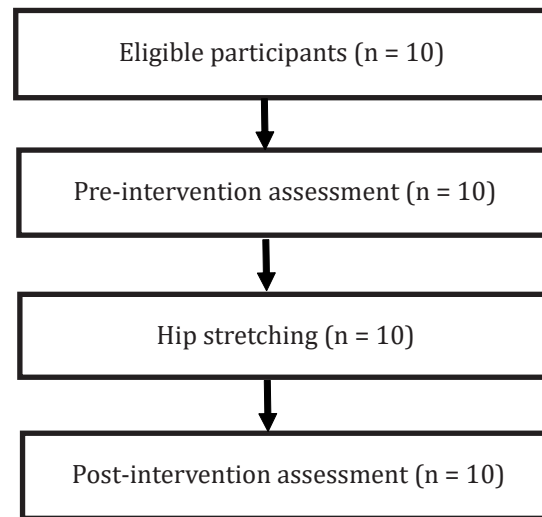 Eligible participants (n = 10)
Pre-intervention assessment (n = 10)
Hip stretching (n = 10)
Post-intervention assessment (n = 10)